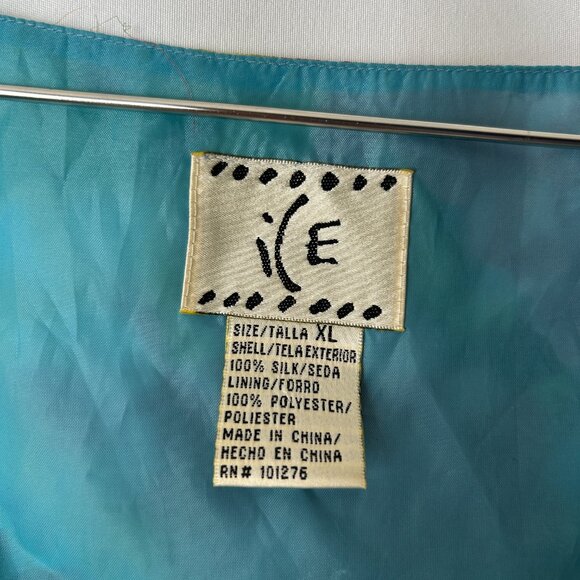 iCE
SIZE/TALLA XL
SHELL/TELA EXTERIOR
100% SILK/SEDA
LINING/FORRO
100% POLYESTER/
POLIESTER
MADE IN CHINA/
HECHO EN CHINA
RN# 101276